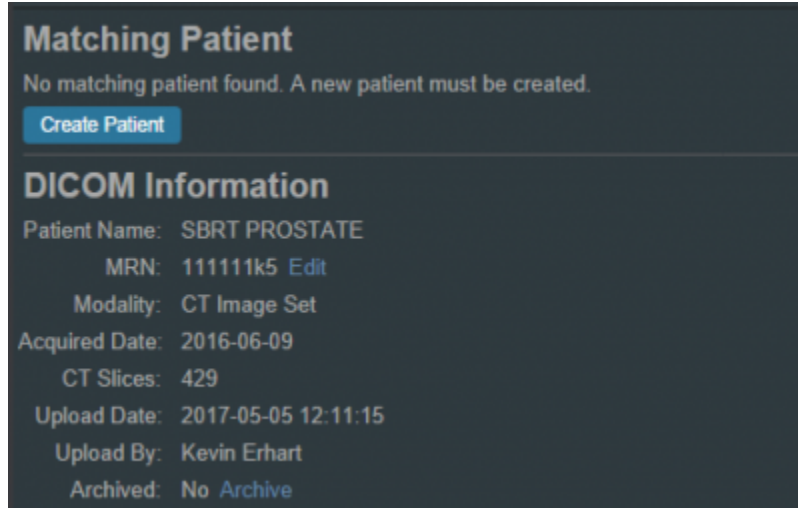 Matching Patient
No matching patient found. A new patient must be created.
Create Patient
DICOM Information
Patient Name: SBRT PROSTATE
MRN: 111111k5 Edit
Modality: CT Image Set
Acquired Date: 2016-06-09
CT Slices: 429
Upload Date: 2017-05-05 12:11:15
Upload By: Kevin Erhart
Archived: No Archive